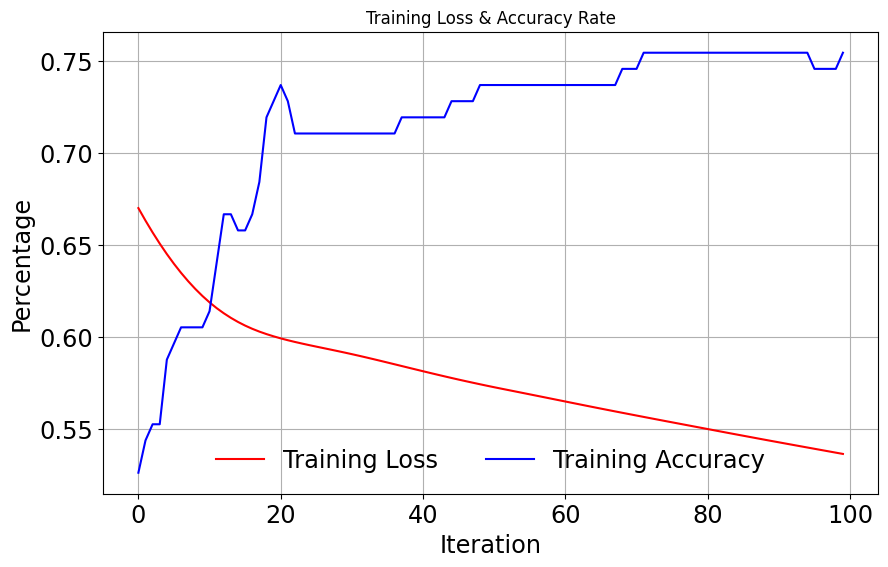 Training Loss & Accuracy Rate
0.75
0.70
0.65
0.60
0.55
Percentage
Training Loss Training Accuracy
0 20 40 60 80 100
Iteration